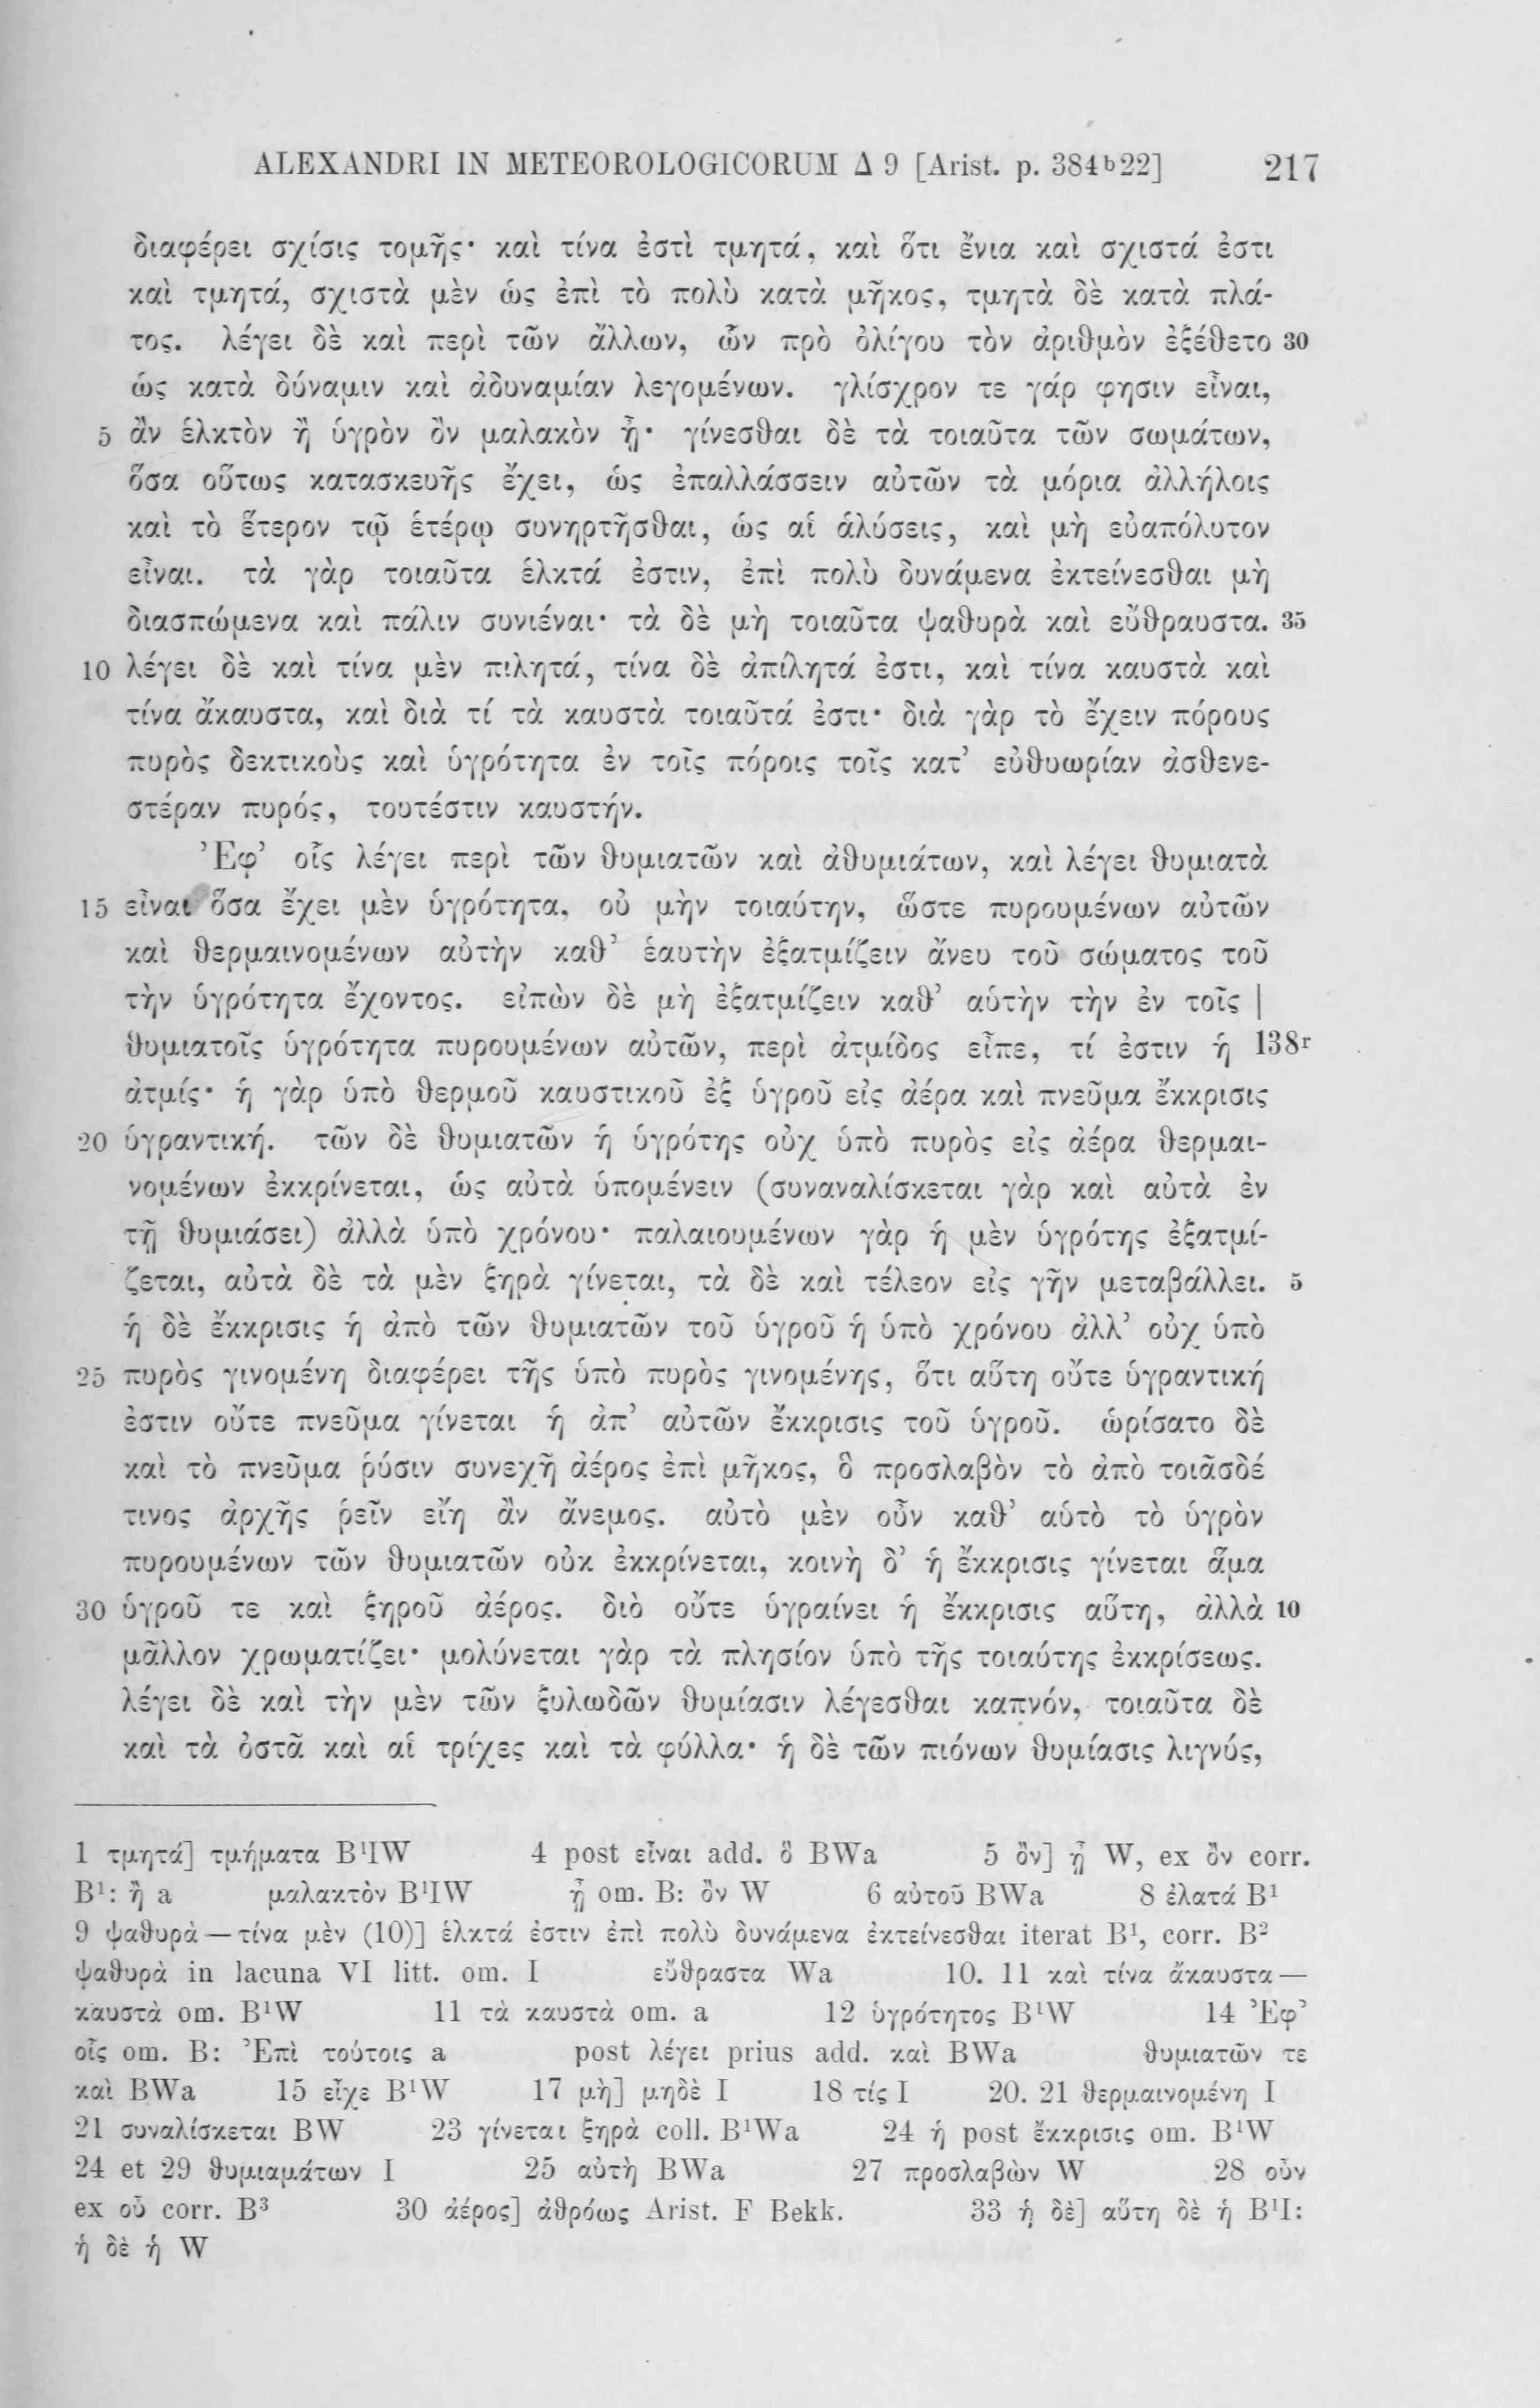 ALEXANDRI IN METEOROLOGICORUM Δ 9 [Arist. p. 384ᵇ22] 217
διαφέρει σχίσις τομῆς· καὶ τίνα ἐστὶ τμητά, καὶ ὅτι ἔνια καὶ σχιστά ἐστι
καὶ τμητά, σχιστὰ μὲν ὡς ἐπὶ τὸ πολὺ κατὰ μῆκος, τμητὰ δὲ κατὰ πλά-
τος. λέγει δὲ καὶ περὶ τῶν ἄλλων, ὧν πρὸ ὀλίγου τὸν ἀριθμὸν ἐξέθετο 30
ὡς κατὰ δύναμιν καὶ ἀδυναμίαν λεγομένων. γλίσχρον τε γάρ φησιν εἶναι,
5 ἂν ἑλκτὸν ἢ ὑγρὸν ὂν μαλακὸν ᾖ· γίνεσθαι δὲ τὰ τοιαῦτα τῶν σωμάτων,
ὅσα οὕτως κατασκευῆς ἔχει, ὡς ἐπαλλάσσειν αὐτῶν τὰ μόρια ἀλλήλοις
καὶ τὸ ἕτερον τῷ ἑτέρῳ συνηρτῆσθαι, ὡς αἱ ἁλύσεις, καὶ μὴ εὐαπόλυτον
εἶναι. τὰ γὰρ τοιαῦτα ἑλκτά ἐστιν, ἐπὶ πολὺ δυνάμενα ἐκτείνεσθαι μὴ
διασπώμενα καὶ πάλιν συνιέναι· τὰ δὲ μὴ τοιαῦτα ψαθυρὰ καὶ εὔθραυστα. 35
10 λέγει δὲ καὶ τίνα μὲν πιλητά, τίνα δὲ ἀπίλητά ἐστι, καὶ τίνα καυστὰ καὶ
τίνα ἄκαυστα, καὶ διὰ τί τὰ καυστὰ τοιαῦτά ἐστι· διὰ γὰρ τὸ ἔχειν πόρους
πυρὸς δεκτικοὺς καὶ ὑγρότητα ἐν τοῖς πόροις τοῖς κατ’ εὐθυωρίαν ἀσθενε-
στέραν πυρός, τουτέστιν καυστήν.
Ἐφ’ οἷς λέγει περὶ τῶν θυμιατῶν καὶ ἀθυμιάτων, καὶ λέγει θυμιατὰ
15 εἶναι ὅσα ἔχει μὲν ὑγρότητα, οὐ μὴν τοιαύτην, ὥστε πυρουμένων αὐτῶν
καὶ θερμαινομένων αὐτὴν καθ’ ἑαυτὴν ἐξατμίζειν ἄνευ τοῦ σώματος τοῦ
τὴν ὑγρότητα ἔχοντος. εἰπὼν δὲ μὴ ἐξατμίζειν καθ’ αὑτὴν τὴν ἐν τοῖς |
θυμιατοῖς ὑγρότητα πυρουμένων αὐτῶν, περὶ ἀτμίδος εἶπε, τί ἐστιν ἡ 138ʳ
ἀτμίς· ἡ γὰρ ὑπὸ θερμοῦ καυστικοῦ ἐξ ὑγροῦ εἰς ἀέρα καὶ πνεῦμα ἔκκρισις
20 ὑγραντική. τῶν δὲ θυμιατῶν ἡ ὑγρότης οὐχ ὑπὸ πυρὸς εἰς ἀέρα θερμαι-
νομένων ἐκκρίνεται, ὡς αὐτὰ ὑπομένειν (συναναλίσκεται γὰρ καὶ αὐτὰ ἐν
τῇ θυμιάσει) ἀλλὰ ὑπὸ χρόνου· παλαιουμένων γὰρ ἡ μὲν ὑγρότης ἐξατμί-
ζεται, αὐτὰ δὲ τὰ μὲν ξηρὰ γίνεται, τὰ δὲ καὶ τέλεον εἰς γῆν μεταβάλλει. 5
ἡ δὲ ἔκκρισις ἡ ἀπὸ τῶν θυμιατῶν τοῦ ὑγροῦ ἡ ὑπὸ χρόνου ἀλλ’ οὐχ ὑπὸ
25 πυρὸς γινομένη διαφέρει τῆς ὑπὸ πυρὸς γινομένης, ὅτι αὕτη οὔτε ὑγραντική
ἐστιν οὔτε πνεῦμα γίνεται ἡ ἀπ’ αὐτῶν ἔκκρισις τοῦ ὑγροῦ. ὡρίσατο δὲ
καὶ τὸ πνεῦμα ῥύσιν συνεχῆ ἀέρος ἐπὶ μῆκος, ὃ προσλαβὸν τὸ ἀπὸ τοιᾶσδέ
τινος ἀρχῆς ῥεῖν εἴη ἂν ἄνεμος. αὐτὸ μὲν οὖν καθ’ αὑτὸ τὸ ὑγρὸν
πυρουμένων τῶν θυμιατῶν οὐκ ἐκκρίνεται, κοινὴ δ’ ἡ ἔκκρισις γίνεται ἅμα
30 ὑγροῦ τε καὶ ξηροῦ ἀέρος. διὸ οὔτε ὑγραίνει ἡ ἔκκρισις αὕτη, ἀλλὰ 10
μᾶλλον χρωματίζει· μολύνεται γὰρ τὰ πλησίον ὑπὸ τῆς τοιαύτης ἐκκρίσεως.
λέγει δὲ καὶ τὴν μὲν τῶν ξυλωδῶν θυμίασιν λέγεσθαι καπνόν, τοιαῦτα δὲ
καὶ τὰ ὀστᾶ καὶ αἱ τρίχες καὶ τὰ φύλλα· ἡ δὲ τῶν πιόνων θυμίασις λιγνύς,
1 τμητά] τμήματα B¹IW 4 post εἶναι add. ὃ BWa 5 ὂν] ᾖ W, ex ὂν corr.
B¹: ἢ a μαλακτὸν B¹IW ᾖ om. B: ὂν W 6 αὐτοῦ BWa 8 ἐλατά B¹
9 ψαθυρὰ — τίνα μὲν (10)] ἑλκτά ἐστιν ἐπὶ πολὺ δυνάμενα ἐκτείνεσθαι iterat B¹, corr. B²
ψαθυρὰ in lacuna VI litt. om. I εὔθραστα Wa 10. 11 καὶ τίνα ἄκαυστα —
καυστὰ om. B¹W 11 τὰ καυστὰ om. a 12 ὑγρότητος B¹W 14 Ἐφ’
οἷς om. B: Ἐπὶ τούτοις a post λέγει prius add. καὶ BWa θυμιατῶν τε
καὶ BWa 15 εἶχε B¹W 17 μὴ] μηδὲ I 18 τίς I 20. 21 θερμαινομένη I
21 συναλίσκεται BW 23 γίνεται ξηρὰ coll. B¹Wa 24 ἡ post ἔκκρισις om. B¹W
24 et 29 θυμιαμάτων I 25 αὐτὴ BWa 27 προσλαβὼν W 28 οὖν
ex οὗ corr. B³ 30 ἀέρος] ἀθρόως Arist. F Bekk. 33 ἡ δὲ] αὕτη δὲ ἡ B¹I:
ἡ δὲ ἡ W